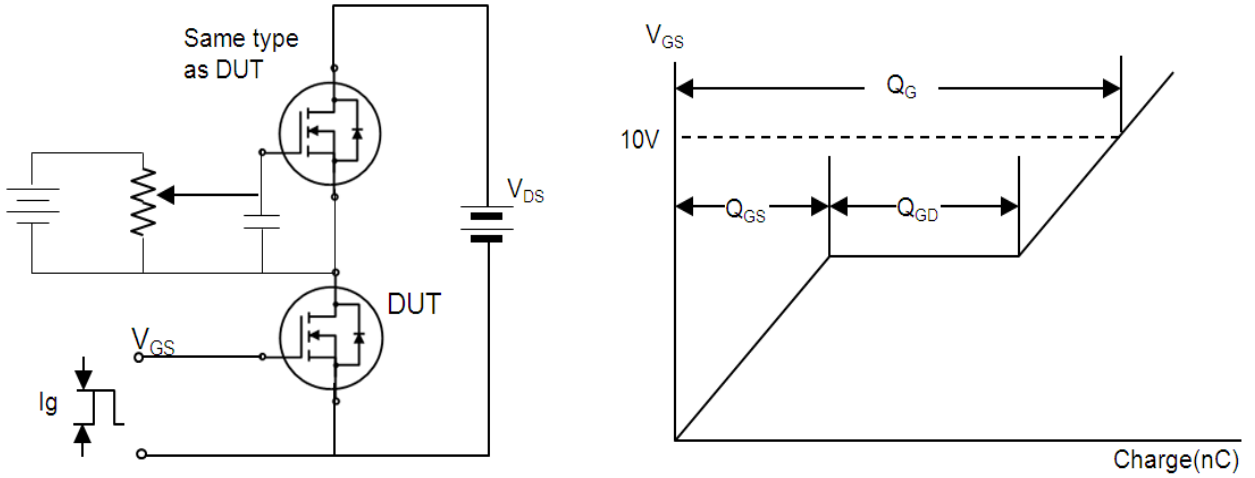 Same type
as DUT
V_DS
DUT
V_GS
Ig
V_GS
Q_G
10V
Q_GS
Q_GD
Charge(nC)